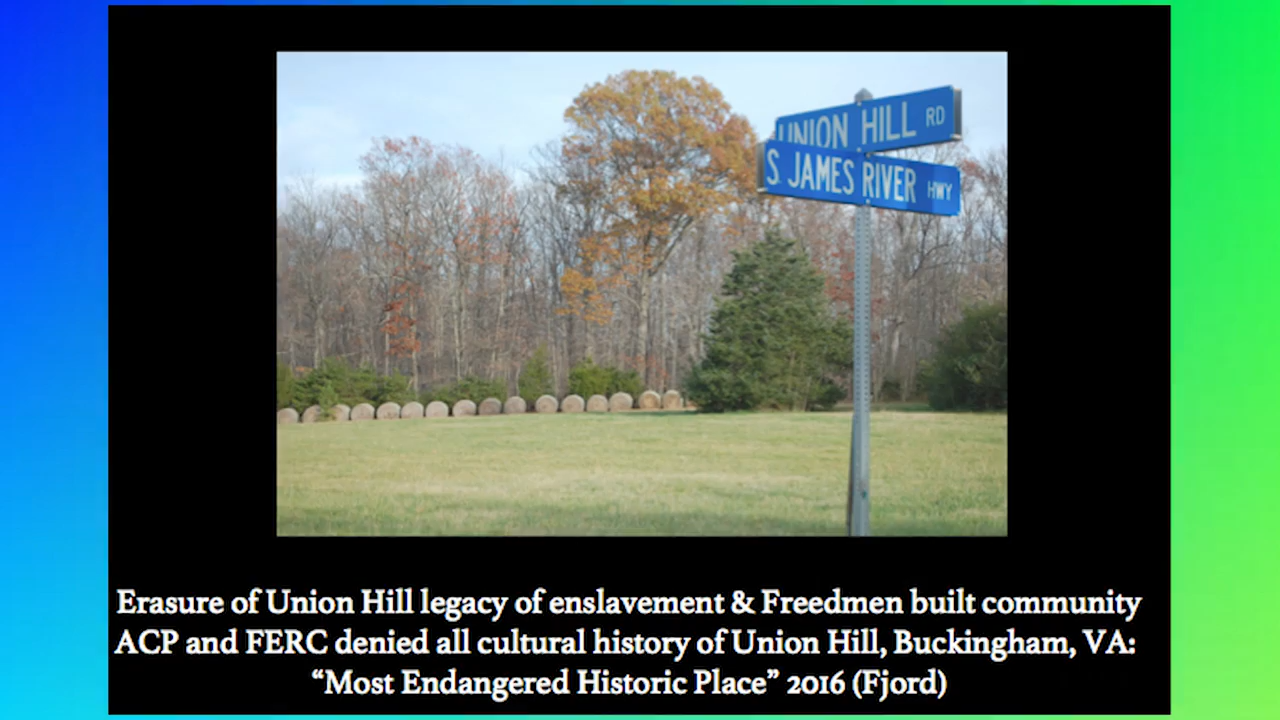 UNION HILL RD
S JAMES RIVER HWY
Erasure of Union Hill legacy of enslavement & Freedmen built community
ACP and FERC denied all cultural history of Union Hill, Buckingham, VA:
“Most Endangered Historic Place” 2016 (Fjord)